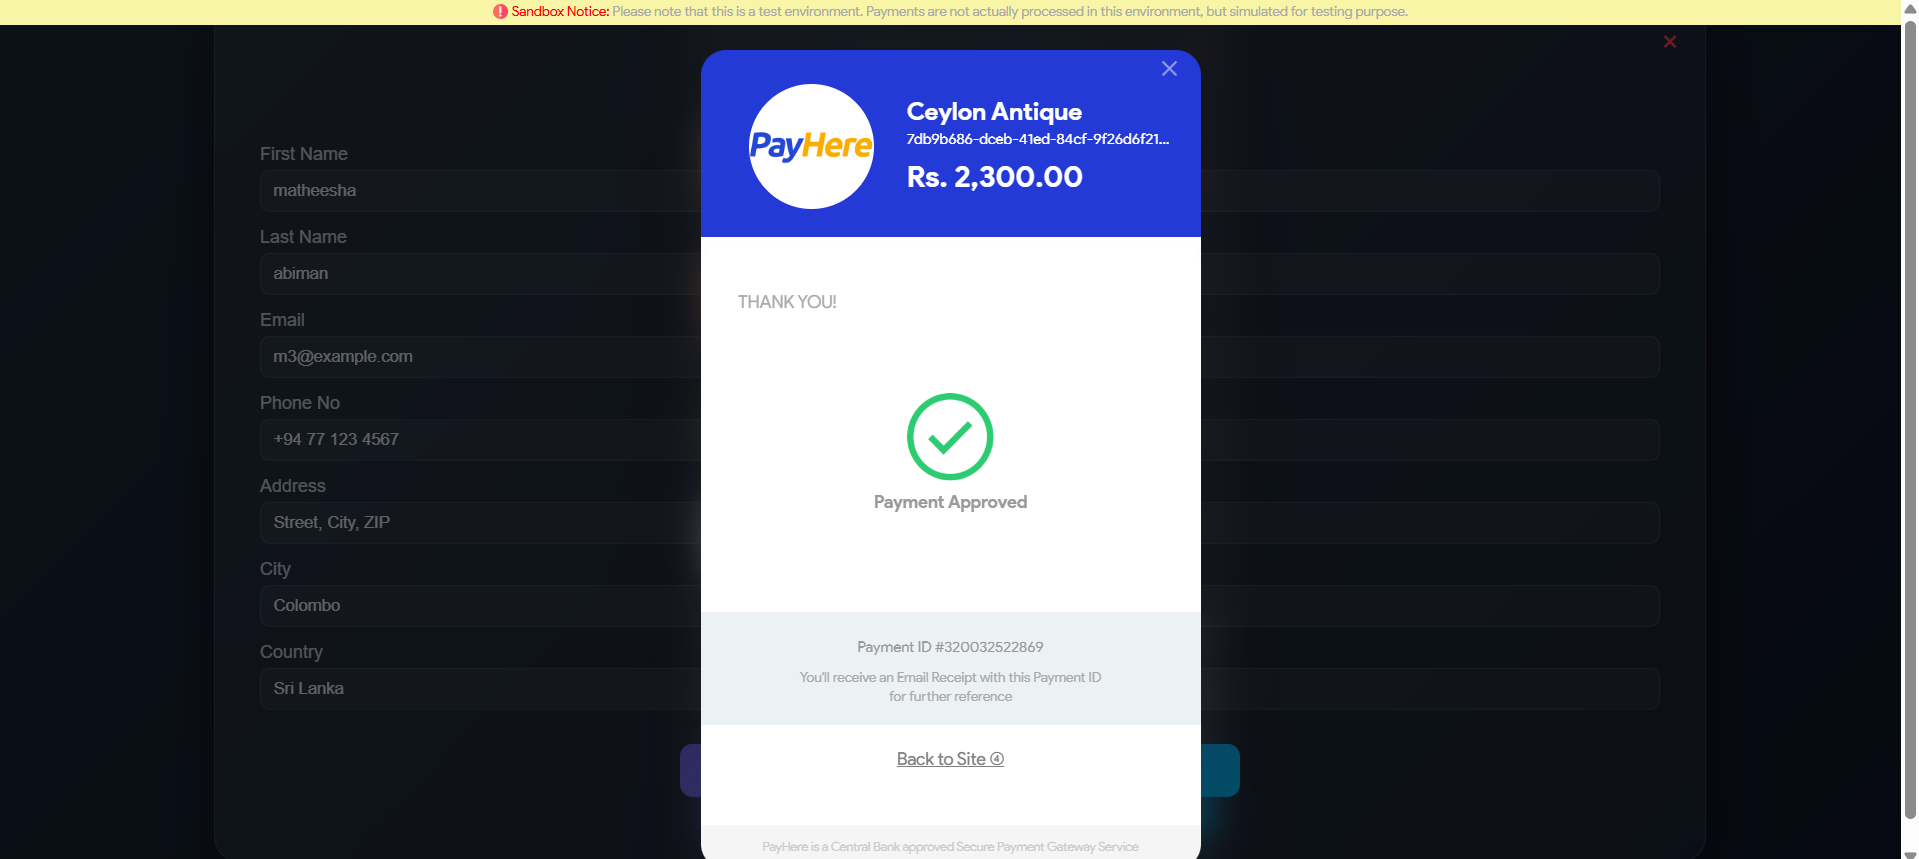 Sandbox Notice: Please note that this is a test environment. Payments are not actually processed in this environment, but simulated for testing purpose.
PayHere
Ceylon Antique
7db9b686-dceb-41ed-84cf-9f26d6f21...
Rs. 2,300.00
First Name
matheesha
Last Name
abiman
Email
m3@example.com
Phone No
+94 77 123 4567
Address
Street, City, ZIP
City
Colombo
Country
Sri Lanka
THANK YOU!
Payment Approved
Payment ID #320032522869
You'll receive an Email Receipt with this Payment ID
for further reference
Back to Site ④
PayHere is a Central Bank approved Secure Payment Gateway Service